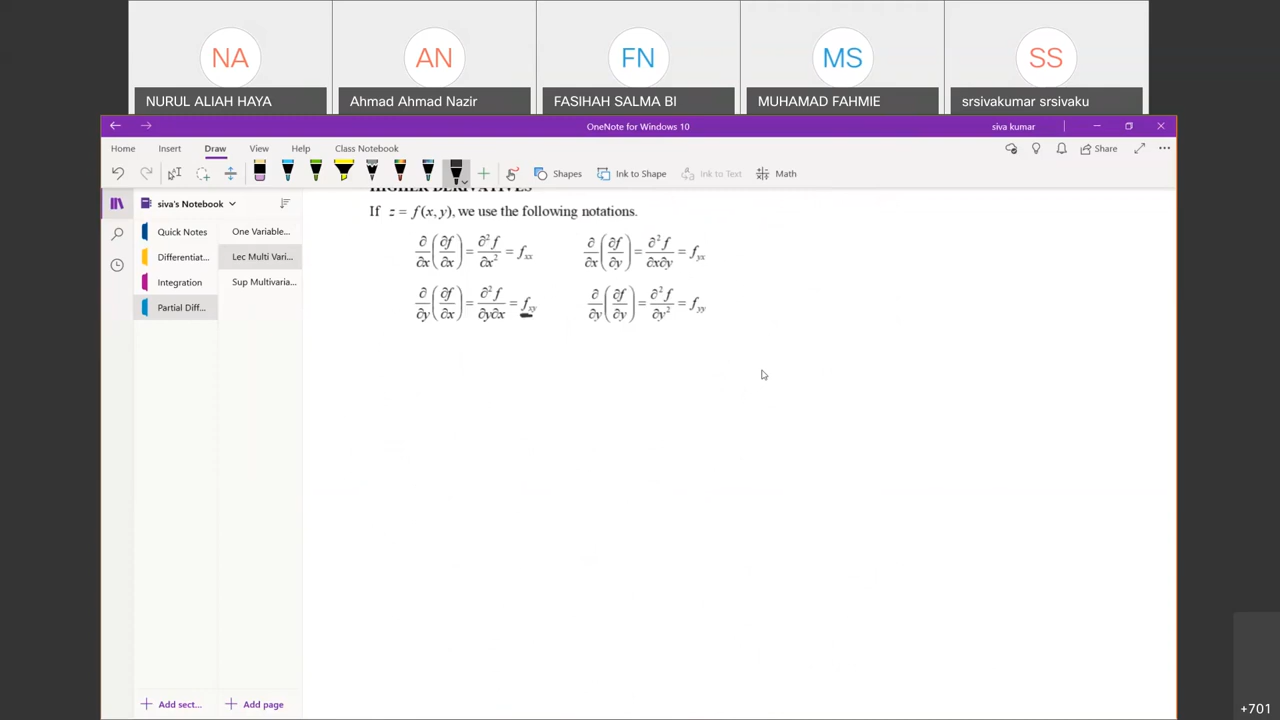 NA AN FN MS SS
NURUL ALIAH HAYA Ahmad Ahmad Nazir FASIHAH SALMA BI MUHAMAD FAHMIE srsivakumar srsivaku
OneNote for Windows 10 siva kumar
Home Insert Draw View Help Class Notebook Share
Shapes Ink to Shape Ink to Text Math
siva's Notebook
Quick Notes
Differentiat...
Integration
Partial Diff...
One Variable...
Lec Multi Vari...
Sup Multivaria...
HIGHER DERIVATIVES
If z = f(x, y), we use the following notations.
∂/∂x (∂f/∂x) = ∂²f/∂x² = fₓₓ ∂/∂x (∂f/∂y) = ∂²f/∂x∂y = f_yx
∂/∂y (∂f/∂x) = ∂²f/∂y∂x = f_xy ∂/∂y (∂f/∂y) = ∂²f/∂y² = f_yy
Add sect... Add page
+701